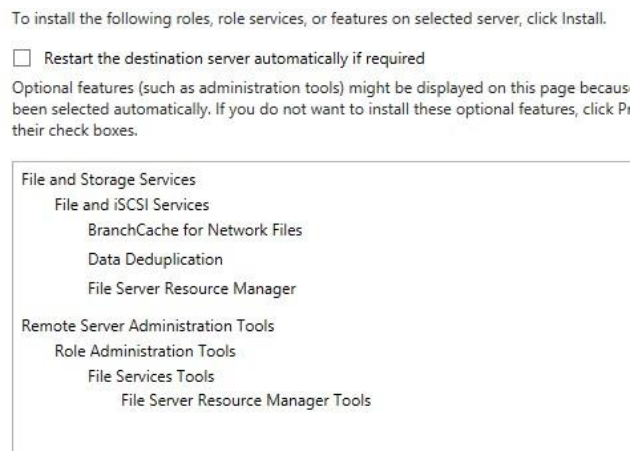 To install the following roles, role services, or features on selected server, click Install.
Restart the destination server automatically if required
Optional features (such as administration tools) might be displayed on this page because
been selected automatically. If you do not want to install these optional features, click Pr
their check boxes.
File and Storage Services
File and iSCSI Services
BranchCache for Network Files
Data Deduplication
File Server Resource Manager
Remote Server Administration Tools
Role Administration Tools
File Services Tools
File Server Resource Manager Tools